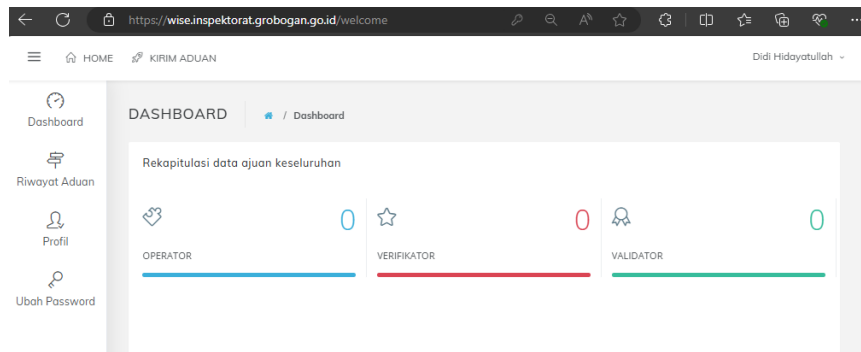 https://wise.inspektorat.grobogan.go.id/welcome
HOME KIRIM ADUAN Didi Hidayatullah
Dashboard
Riwayat Aduan
Profil
Ubah Password
DASHBOARD / Dashboard
Rekapitulasi data ajuan keseluruhan
0 0 0
OPERATOR VERIFIKATOR VALIDATOR